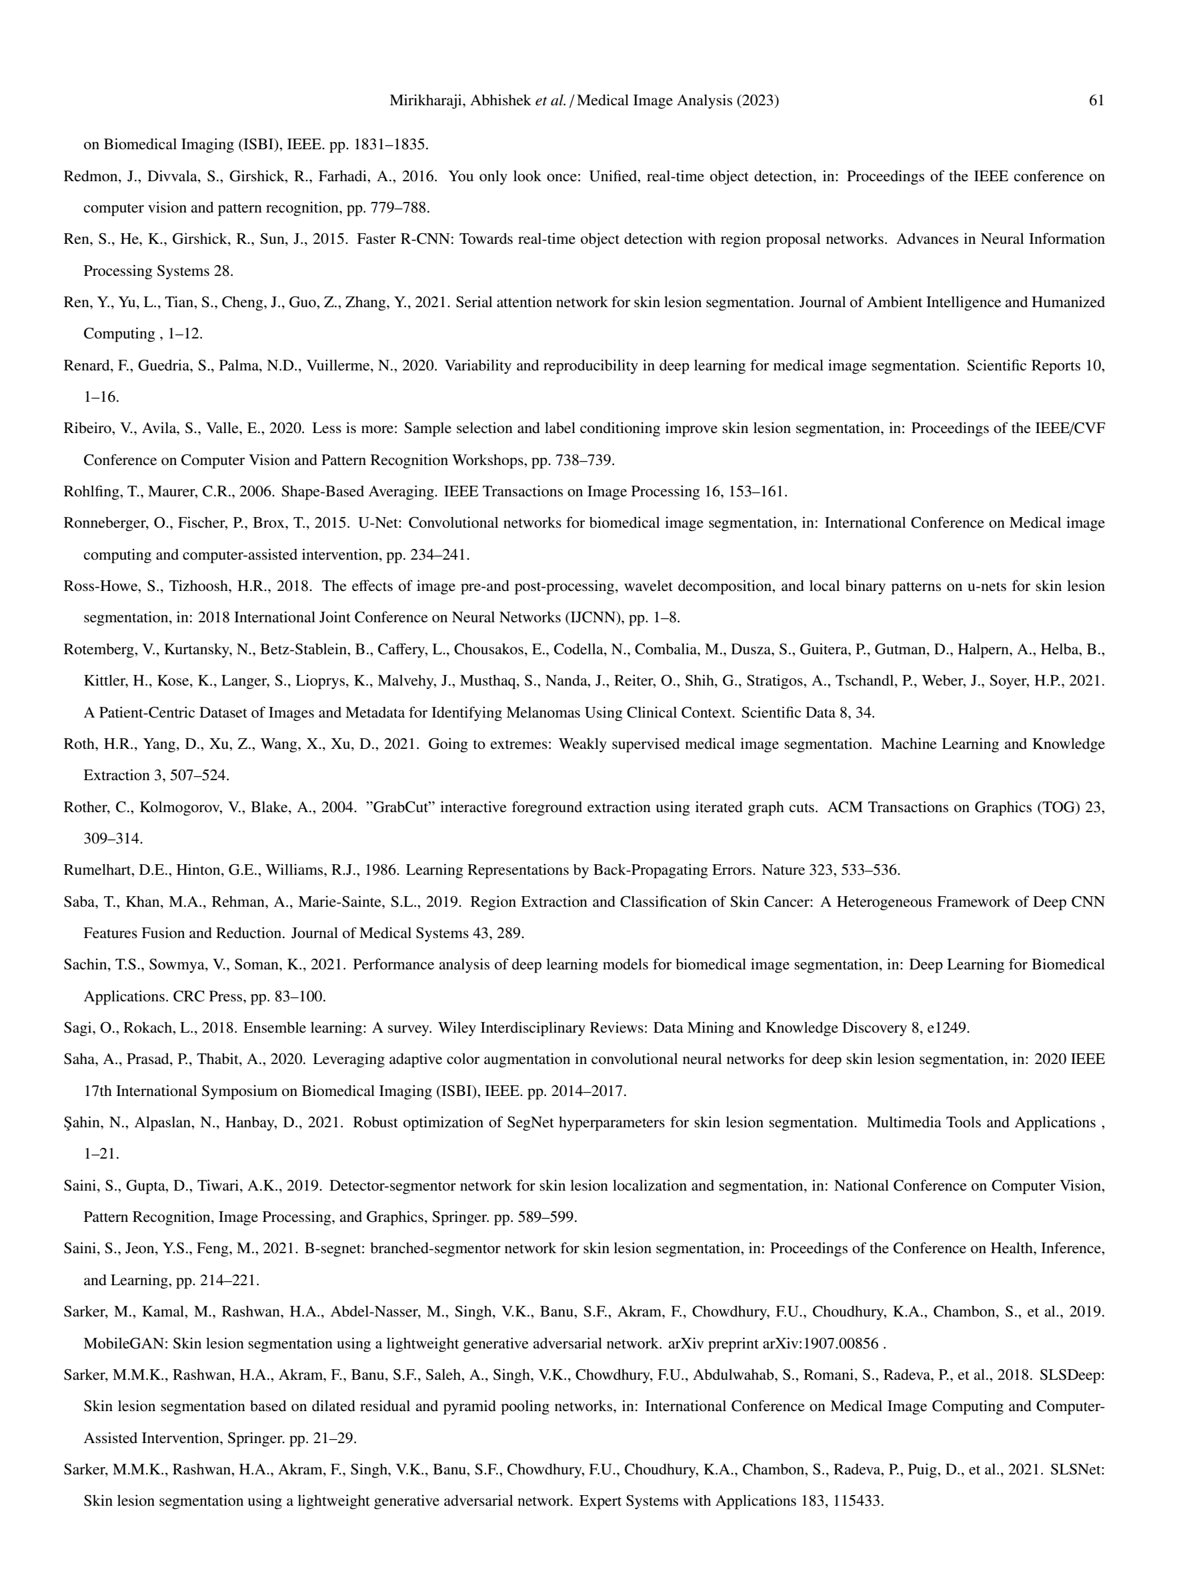 Mirikharaji, Abhishek et al. / Medical Image Analysis (2023) 61
on Biomedical Imaging (ISBI), IEEE. pp. 1831–1835.
Redmon, J., Divvala, S., Girshick, R., Farhadi, A., 2016. You only look once: Unified, real-time object detection, in: Proceedings of the IEEE conference on
computer vision and pattern recognition, pp. 779–788.
Ren, S., He, K., Girshick, R., Sun, J., 2015. Faster R-CNN: Towards real-time object detection with region proposal networks. Advances in Neural Information
Processing Systems 28.
Ren, Y., Yu, L., Tian, S., Cheng, J., Guo, Z., Zhang, Y., 2021. Serial attention network for skin lesion segmentation. Journal of Ambient Intelligence and Humanized
Computing , 1–12.
Renard, F., Guedria, S., Palma, N.D., Vuillerme, N., 2020. Variability and reproducibility in deep learning for medical image segmentation. Scientific Reports 10,
1–16.
Ribeiro, V., Avila, S., Valle, E., 2020. Less is more: Sample selection and label conditioning improve skin lesion segmentation, in: Proceedings of the IEEE/CVF
Conference on Computer Vision and Pattern Recognition Workshops, pp. 738–739.
Rohlfing, T., Maurer, C.R., 2006. Shape-Based Averaging. IEEE Transactions on Image Processing 16, 153–161.
Ronneberger, O., Fischer, P., Brox, T., 2015. U-Net: Convolutional networks for biomedical image segmentation, in: International Conference on Medical image
computing and computer-assisted intervention, pp. 234–241.
Ross-Howe, S., Tizhoosh, H.R., 2018. The effects of image pre-and post-processing, wavelet decomposition, and local binary patterns on u-nets for skin lesion
segmentation, in: 2018 International Joint Conference on Neural Networks (IJCNN), pp. 1–8.
Rotemberg, V., Kurtansky, N., Betz-Stablein, B., Caffery, L., Chousakos, E., Codella, N., Combalia, M., Dusza, S., Guitera, P., Gutman, D., Halpern, A., Helba, B.,
Kittler, H., Kose, K., Langer, S., Lioprys, K., Malvehy, J., Musthaq, S., Nanda, J., Reiter, O., Shih, G., Stratigos, A., Tschandl, P., Weber, J., Soyer, H.P., 2021.
A Patient-Centric Dataset of Images and Metadata for Identifying Melanomas Using Clinical Context. Scientific Data 8, 34.
Roth, H.R., Yang, D., Xu, Z., Wang, X., Xu, D., 2021. Going to extremes: Weakly supervised medical image segmentation. Machine Learning and Knowledge
Extraction 3, 507–524.
Rother, C., Kolmogorov, V., Blake, A., 2004. ”GrabCut” interactive foreground extraction using iterated graph cuts. ACM Transactions on Graphics (TOG) 23,
309–314.
Rumelhart, D.E., Hinton, G.E., Williams, R.J., 1986. Learning Representations by Back-Propagating Errors. Nature 323, 533–536.
Saba, T., Khan, M.A., Rehman, A., Marie-Sainte, S.L., 2019. Region Extraction and Classification of Skin Cancer: A Heterogeneous Framework of Deep CNN
Features Fusion and Reduction. Journal of Medical Systems 43, 289.
Sachin, T.S., Sowmya, V., Soman, K., 2021. Performance analysis of deep learning models for biomedical image segmentation, in: Deep Learning for Biomedical
Applications. CRC Press, pp. 83–100.
Sagi, O., Rokach, L., 2018. Ensemble learning: A survey. Wiley Interdisciplinary Reviews: Data Mining and Knowledge Discovery 8, e1249.
Saha, A., Prasad, P., Thabit, A., 2020. Leveraging adaptive color augmentation in convolutional neural networks for deep skin lesion segmentation, in: 2020 IEEE
17th International Symposium on Biomedical Imaging (ISBI), IEEE. pp. 2014–2017.
Şahin, N., Alpaslan, N., Hanbay, D., 2021. Robust optimization of SegNet hyperparameters for skin lesion segmentation. Multimedia Tools and Applications ,
1–21.
Saini, S., Gupta, D., Tiwari, A.K., 2019. Detector-segmentor network for skin lesion localization and segmentation, in: National Conference on Computer Vision,
Pattern Recognition, Image Processing, and Graphics, Springer. pp. 589–599.
Saini, S., Jeon, Y.S., Feng, M., 2021. B-segnet: branched-segmentor network for skin lesion segmentation, in: Proceedings of the Conference on Health, Inference,
and Learning, pp. 214–221.
Sarker, M., Kamal, M., Rashwan, H.A., Abdel-Nasser, M., Singh, V.K., Banu, S.F., Akram, F., Chowdhury, F.U., Choudhury, K.A., Chambon, S., et al., 2019.
MobileGAN: Skin lesion segmentation using a lightweight generative adversarial network. arXiv preprint arXiv:1907.00856 .
Sarker, M.M.K., Rashwan, H.A., Akram, F., Banu, S.F., Saleh, A., Singh, V.K., Chowdhury, F.U., Abdulwahab, S., Romani, S., Radeva, P., et al., 2018. SLSDeep:
Skin lesion segmentation based on dilated residual and pyramid pooling networks, in: International Conference on Medical Image Computing and Computer-
Assisted Intervention, Springer. pp. 21–29.
Sarker, M.M.K., Rashwan, H.A., Akram, F., Singh, V.K., Banu, S.F., Chowdhury, F.U., Choudhury, K.A., Chambon, S., Radeva, P., Puig, D., et al., 2021. SLSNet:
Skin lesion segmentation using a lightweight generative adversarial network. Expert Systems with Applications 183, 115433.